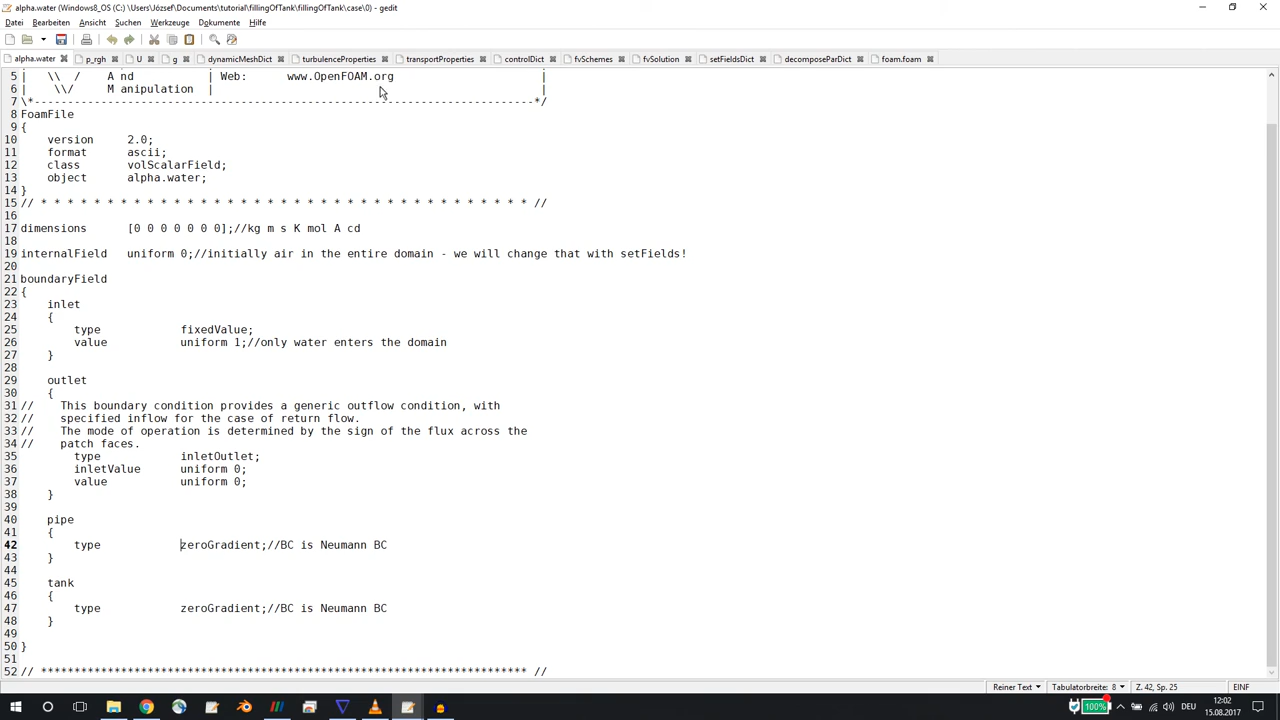 alpha.water (Windows8_OS (C:) \Users\József\Documents\tutorial\fillingOfTank\fillingOfTank\case\0) - gedit
Datei Bearbeiten Ansicht Suchen Werkzeuge Dokumente Hilfe
alpha.water p_rgh U g dynamicMeshDict turbulenceProperties transportProperties controlDict fvSchemes fvSolution setFieldsDict decomposeParDict foam.foam
5 | \\ / A nd | Web: www.OpenFOAM.org |
6 | \\/ M anipulation | |
7 \*---------------------------------------------------------------------------*/
8 FoamFile
9 {
10 version 2.0;
11 format ascii;
12 class volScalarField;
13 object alpha.water;
14 }
15 // * * * * * * * * * * * * * * * * * * * * * * * * * * * * * * * * * * * * * //
16
17 dimensions [0 0 0 0 0 0 0];//kg m s K mol A cd
18
19 internalField uniform 0;//initially air in the entire domain - we will change that with setFields!
20
21 boundaryField
22 {
23 inlet
24 {
25 type fixedValue;
26 value uniform 1;//only water enters the domain
27 }
28
29 outlet
30 {
31 // This boundary condition provides a generic outflow condition, with
32 // specified inflow for the case of return flow.
33 // The mode of operation is determined by the sign of the flux across the
34 // patch faces.
35 type inletOutlet;
36 inletValue uniform 0;
37 value uniform 0;
38 }
39
40 pipe
41 {
42 type zeroGradient;//BC is Neumann BC
43 }
44
45 tank
46 {
47 type zeroGradient;//BC is Neumann BC
48 }
49
50 }
51
52 // ************************************************************************* //
Reiner Text Tabulatorbreite: 8 Z. 42, Sp. 25 EINF
100% DEU 12:02
15.08.2017